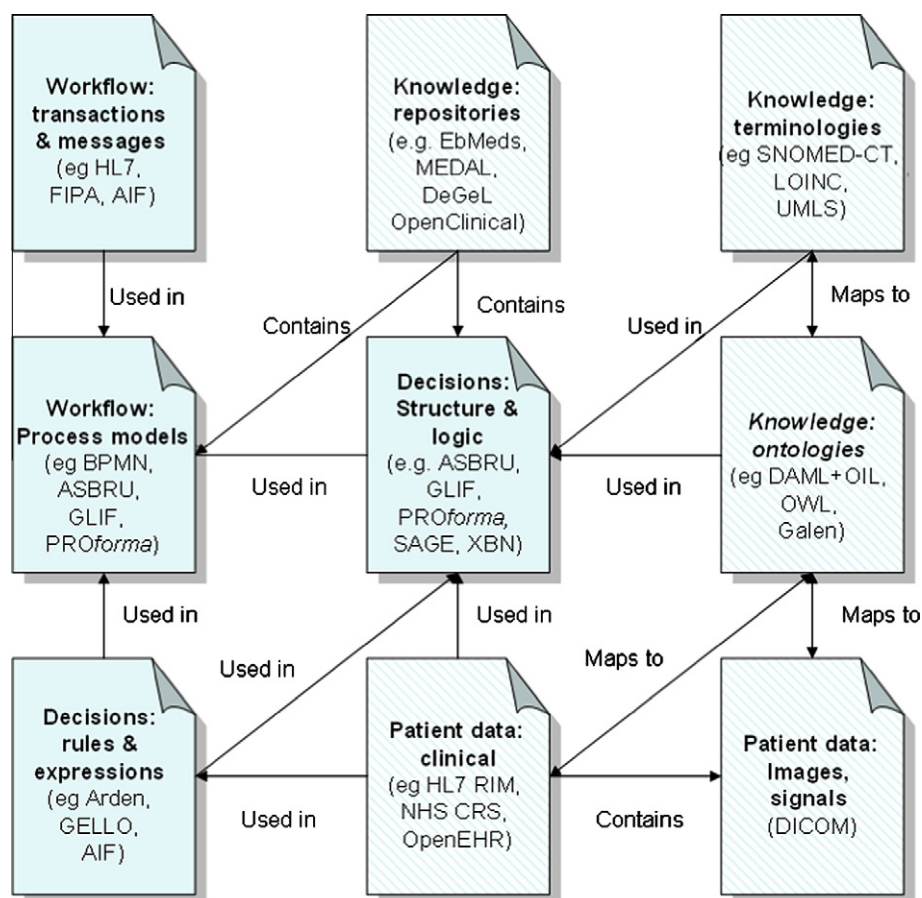 Workflow:
transactions
& messages
(eg HL7,
FIPA, AIF)
Knowledge:
repositories
(e.g. EbMeds,
MEDAL,
DeGeL
OpenClinical)
Knowledge:
terminologies
(eg SNOMED-CT,
LOINC,
UMLS)
Used in
Contains
Contains
Used in
Maps to
Workflow:
Process models
(eg BPMN,
ASBRU,
GLIF,
PROforma)
Used in
Decisions:
Structure &
logic
(e.g. ASBRU,
GLIF,
PROforma,
SAGE, XBN)
Used in
Knowledge:
ontologies
(eg DAML+OIL,
OWL,
Galen)
Used in
Used in
Used in
Maps to
Maps to
Decisions:
rules &
expressions
(eg Arden,
GELLO,
AIF)
Used in
Patient data:
clinical
(eg HL7 RIM,
NHS CRS,
OpenEHR)
Contains
Patient data:
Images,
signals
(DICOM)